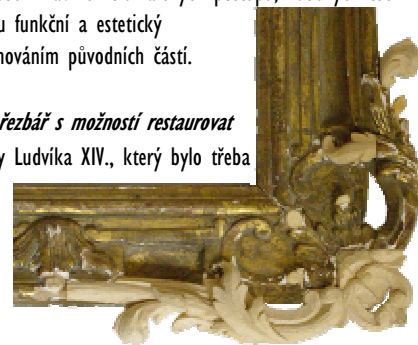 u funkční a estetický
nováním původních částí.
řezbář s možností restaurovat
y Ludvíka XIV., který bylo třeba